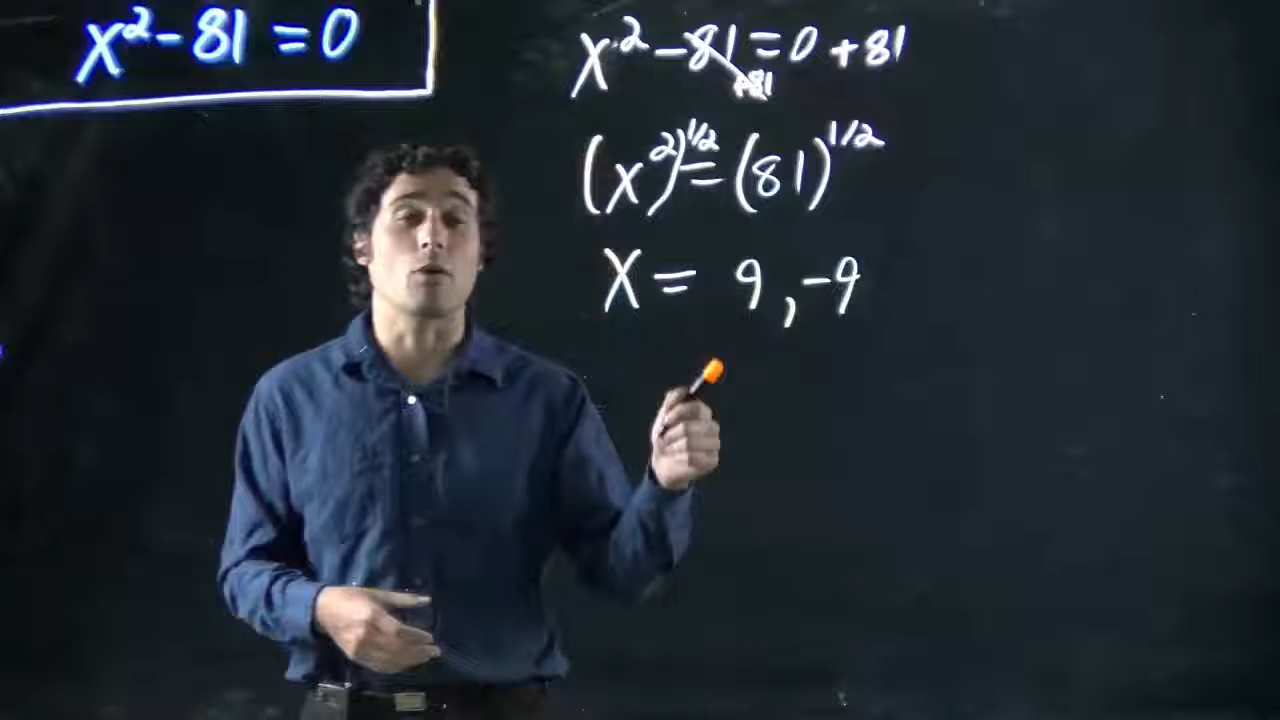 x² - 81 = 0
x² - 81 = 0 + 81
+81
(x²)^1/2 = (81)^1/2
x = 9, -9